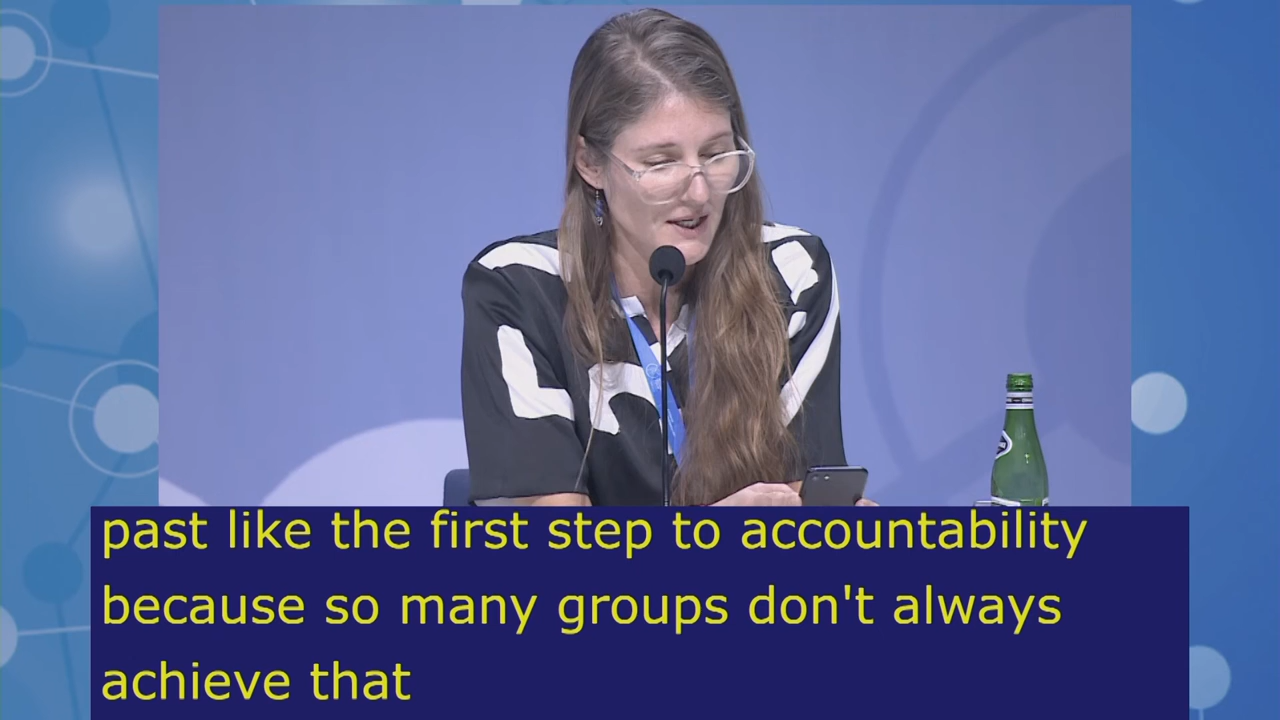 past like the first step to accountability
because so many groups don't always
achieve that